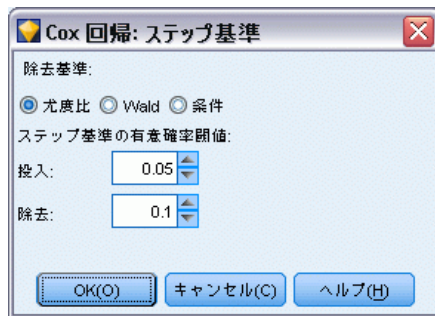 Cox 回帰: ステップ基準
除去基準:
尤度比 Wald 条件
ステップ基準の有意確率閾値:
投入: 0.05
除去: 0.1
OK(O) キャンセル(C) ヘルプ(H)